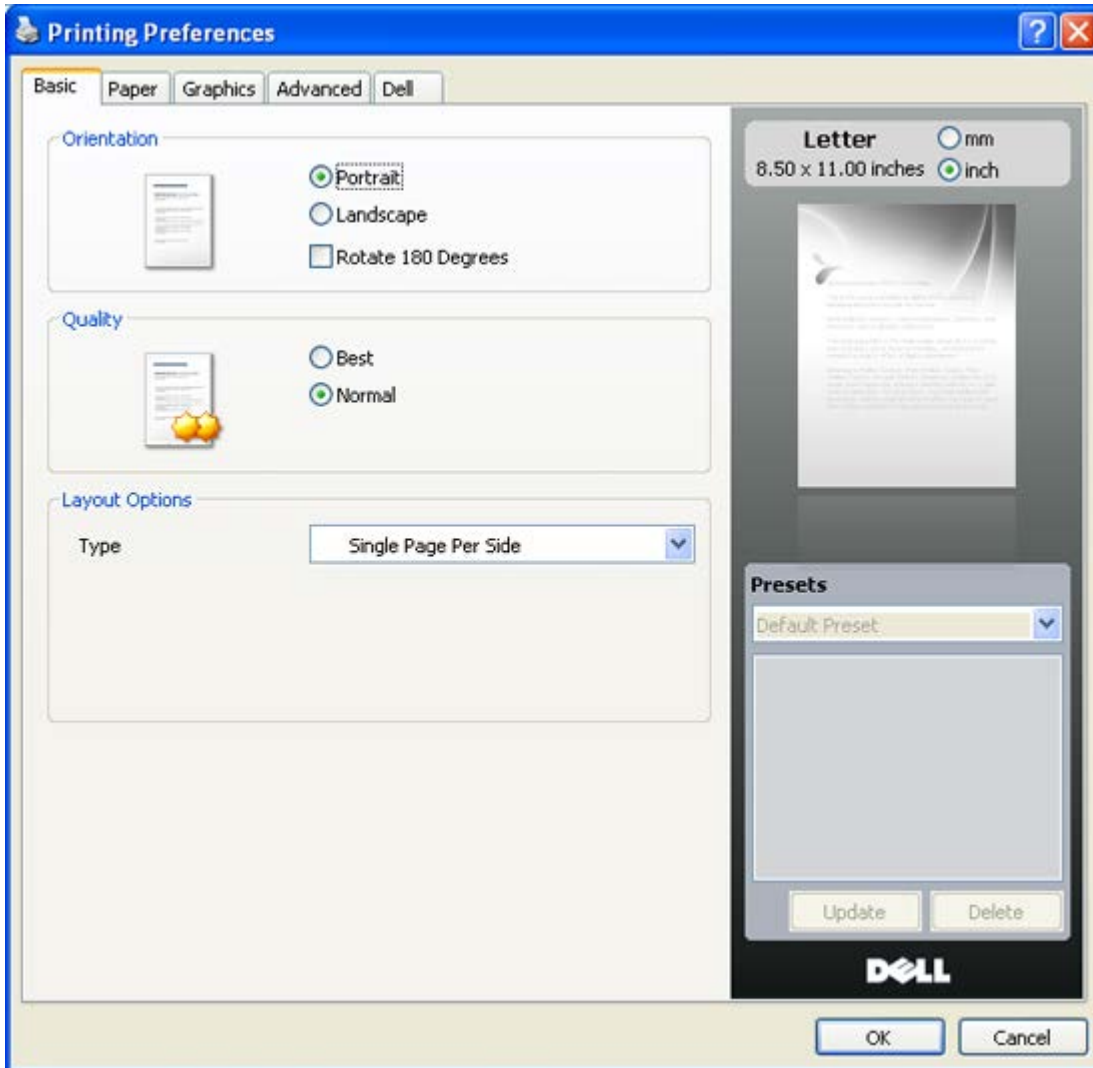 Printing Preferences
Basic
Paper
Graphics
Advanced
Dell
Orientation
Portrait
Landscape
Rotate 180 Degrees
Quality
Best
Normal
Layout Options
Type
Single Page Per Side
Letter
mm
8.50 x 11.00 inches
inch
Presets
Default Preset
Update
Delete
DELL
OK
Cancel